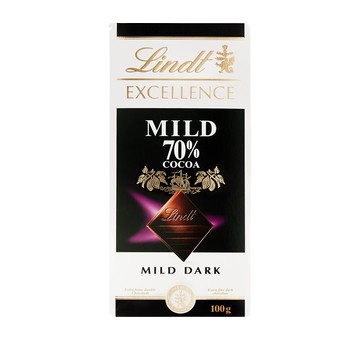 Lindt
EXCELLENCE
MILD
70%
COCOA
Lindt
MILD DARK
100g